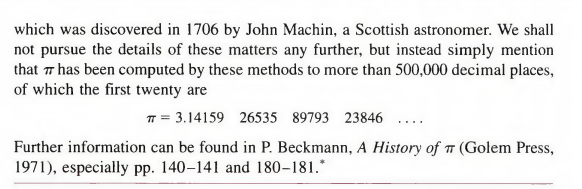 which was discovered in 1706 by John Machin, a Scottish astronomer. We shall
not pursue the details of these matters any further, but instead simply mention
that π has been computed by these methods to more than 500,000 decimal places,
of which the first twenty are
π = 3.14159 26535 89793 23846 ....
Further information can be found in P. Beckmann, A History of π (Golem Press,
1971), especially pp. 140–141 and 180–181.*